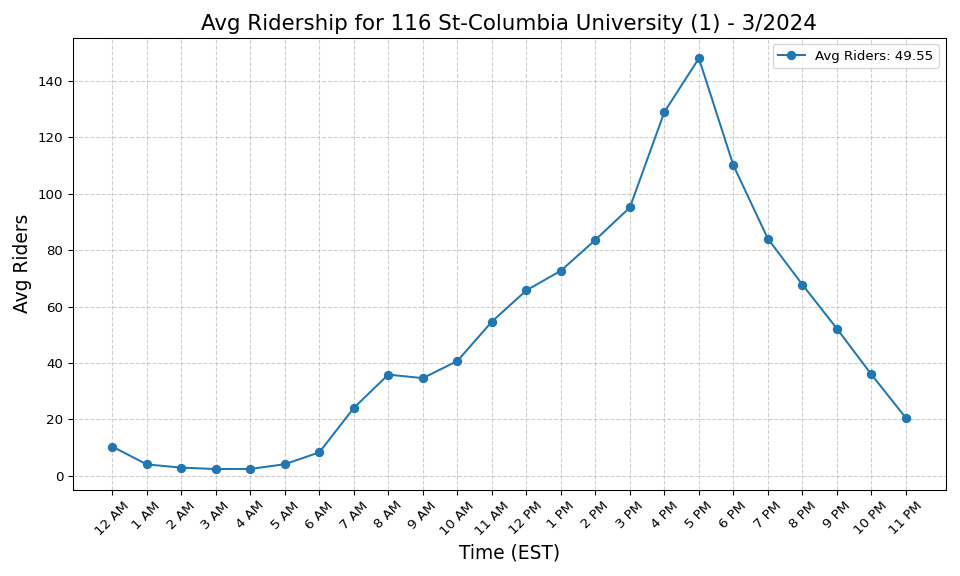 Avg Ridership for 116 St-Columbia University (1) - 3/2024
Avg Riders: 49.55
Avg Riders
140
120
100
80
60
40
20
0
12 AM 1 AM 2 AM 3 AM 4 AM 5 AM 6 AM 7 AM 8 AM 9 AM 10 AM 11 AM 12 PM 1 PM 2 PM 3 PM 4 PM 5 PM 6 PM 7 PM 8 PM 9 PM 10 PM 11 PM
Time (EST)